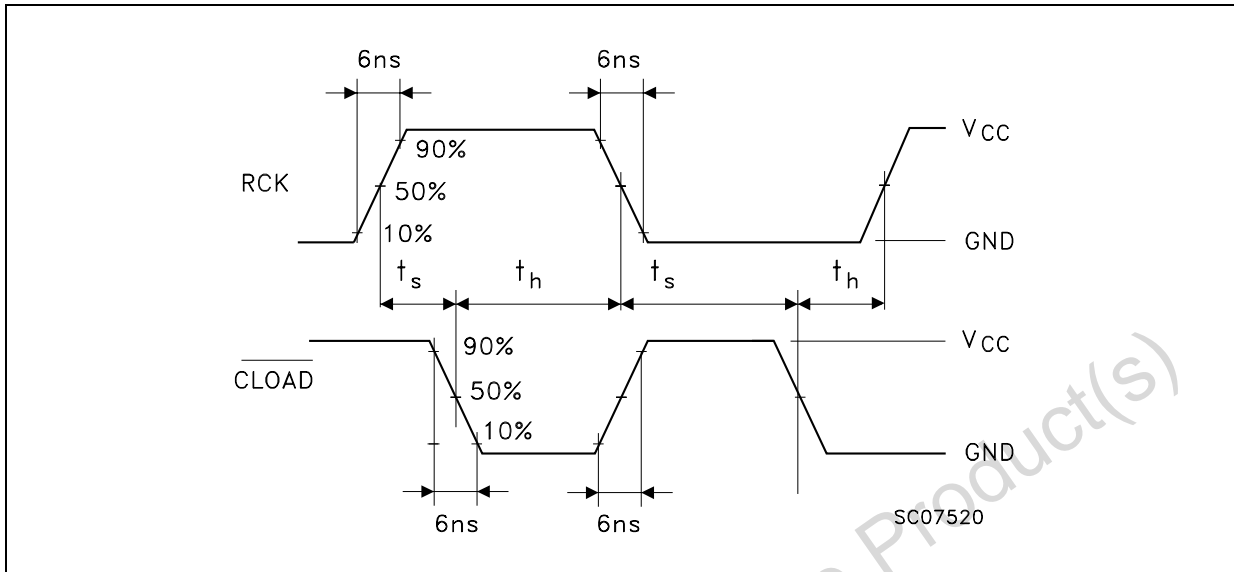 6ns 6ns
VCC
90%
RCK
50%
10%
GND
ts th ts th
90%
VCC
CLOAD
50%
10%
GND
6ns 6ns
SC07520
Product(s)